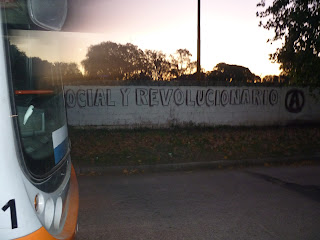 OCIAL Y REVOLUCIONARIO Ⓐ
1